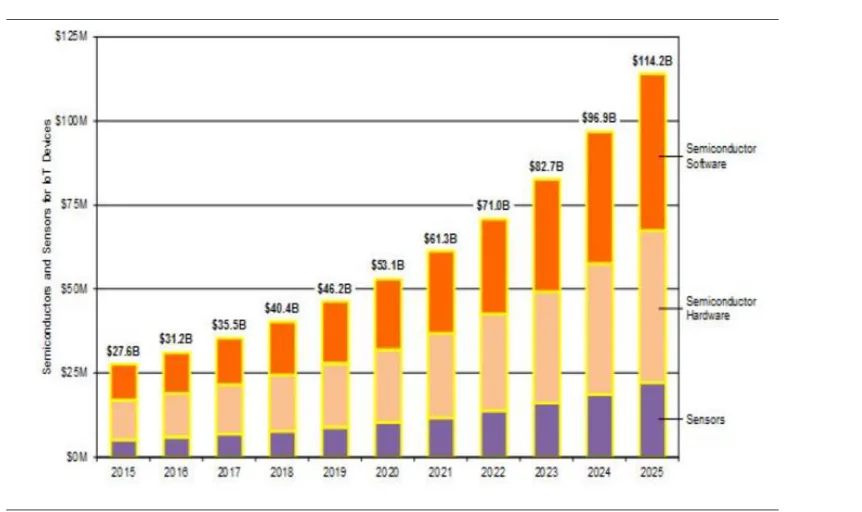 $125M
$100M
$75M
$50M
$25M
$0M
Semiconductors and Sensors for IoT Devices
$27.6B
$31.2B
$35.5B
$40.4B
$46.2B
$53.1B
$61.3B
$71.0B
$82.7B
$96.9B
$114.2B
Semiconductor
Software
Semiconductor
Hardware
Sensors
2015 2016 2017 2018 2019 2020 2021 2022 2023 2024 2025